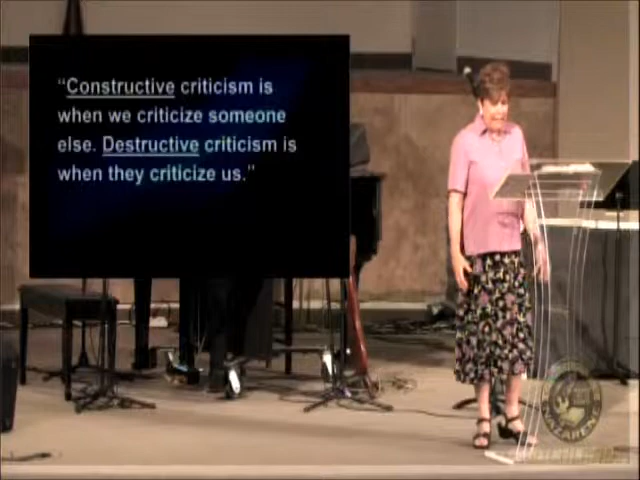 “Constructive criticism is
when we criticize someone
else. Destructive criticism is
when they criticize us.”